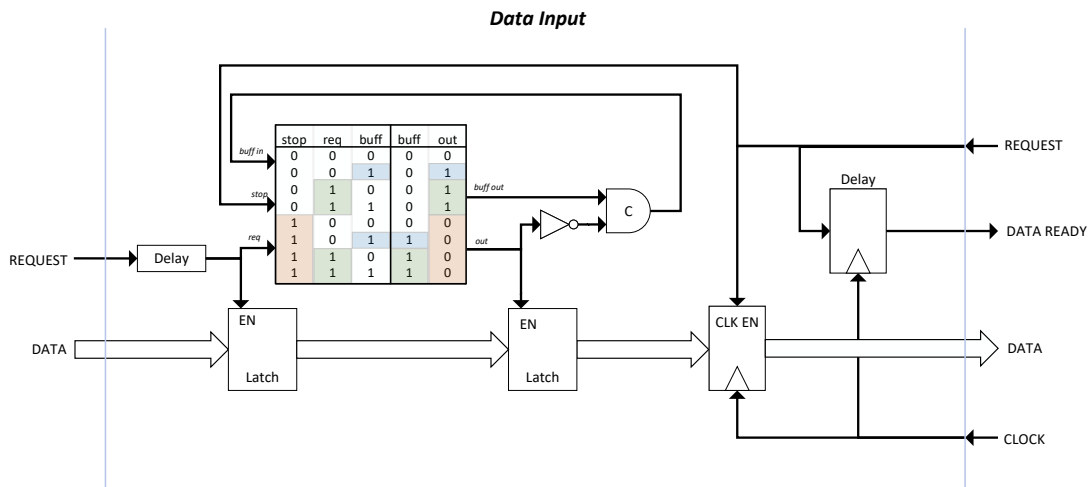 Data Input
stop req buff buff out
0 0 0 0 0
0 0 1 0 1
0 1 0 0 1
0 1 1 0 1
1 0 0 0 0
1 0 1 1 0
1 1 0 1 0
1 1 1 1 0
buff in
stop
req
buff out
out
C
REQUEST
Delay
REQUEST
Delay
DATA READY
EN
Latch
EN
Latch
CLK EN
DATA
DATA
CLOCK